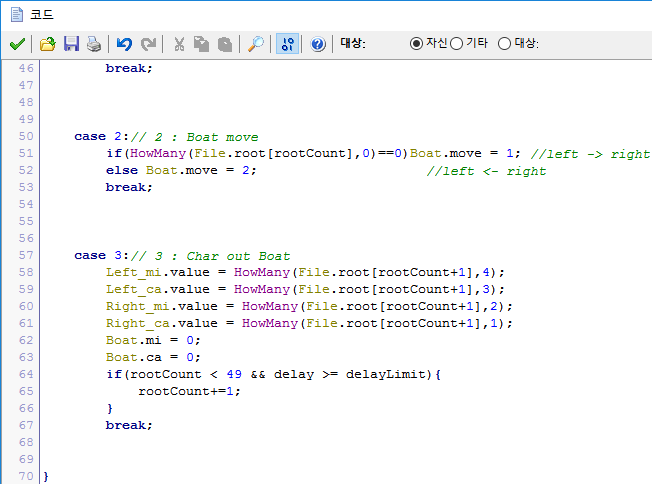 코드
대상: 자신 기타 대상:
46 break;
47
48
49
50 case 2:// 2 : Boat move
51 if(HowMany(File.root[rootCount],0)==0)Boat.move = 1; //left -> right
52 else Boat.move = 2; //left <- right
53 break;
54
55
56
57 case 3:// 3 : Char out Boat
58 Left_mi.value = HowMany(File.root[rootCount+1],4);
59 Left_ca.value = HowMany(File.root[rootCount+1],3);
60 Right_mi.value = HowMany(File.root[rootCount+1],2);
61 Right_ca.value = HowMany(File.root[rootCount+1],1);
62 Boat.mi = 0;
63 Boat.ca = 0;
64 if(rootCount < 49 && delay >= delayLimit){
65 rootCount+=1;
66 }
67 break;
68
69
70 }